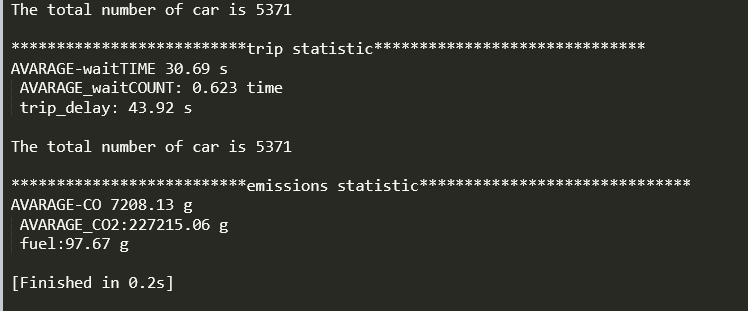 The total number of car is 5371
**************************trip statistic******************************
AVARAGE-waitTIME 30.69 s
AVARAGE_waitCOUNT: 0.623 time
trip_delay: 43.92 s
The total number of car is 5371
**************************emissions statistic******************************
AVARAGE-CO 7208.13 g
AVARAGE_CO2:227215.06 g
fuel:97.67 g
[Finished in 0.2s]